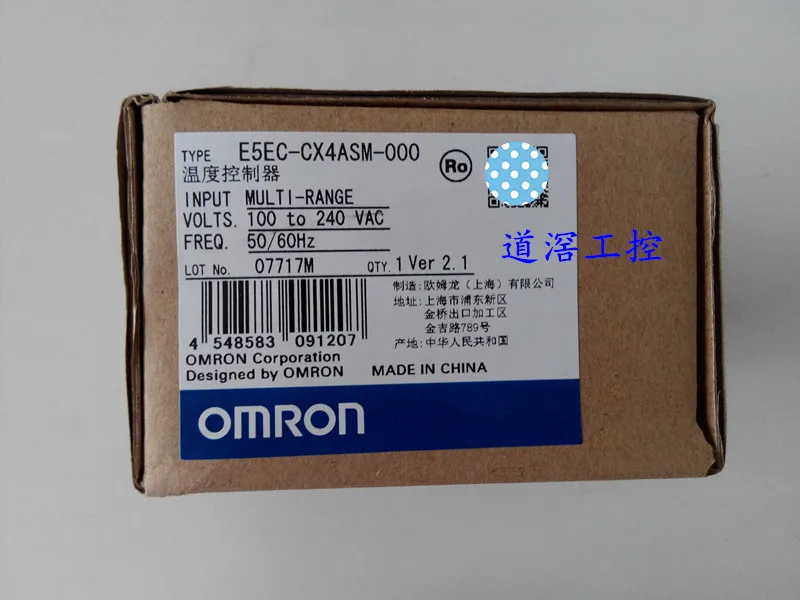 TYPE E5EC-CX4ASM-000
温度控制器
Ro
INPUT MULTI-RANGE
VOLTS. 100 to 240 VAC
FREQ. 50/60Hz
LOT No. 07717M QTY. 1 Ver 2.1
制造:欧姆龙(上海)有限公司
地址:上海市浦东新区
金桥出口加工区
金吉路789号
产地:中华人民共和国
4 548583 091207
OMRON Corporation
Designed by OMRON MADE IN CHINA
OMRON
道滘工控